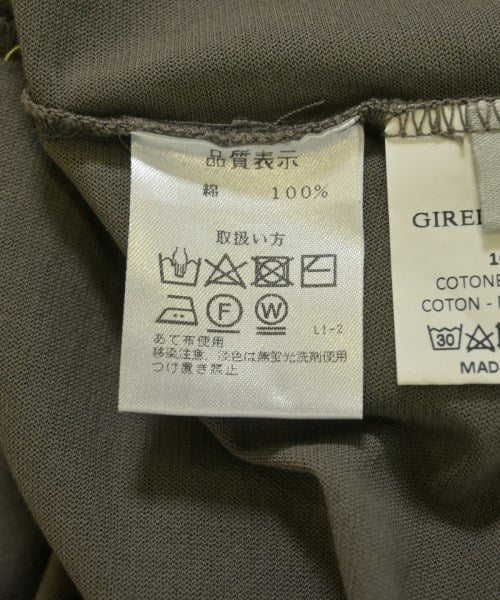 品質表示
綿 100%
取扱い方
F W
L1-2
あて布使用
移染注意、淡色は無蛍光洗剤使用
つけ置き禁止
GIREL
COTONE
COTON -
30
MAD